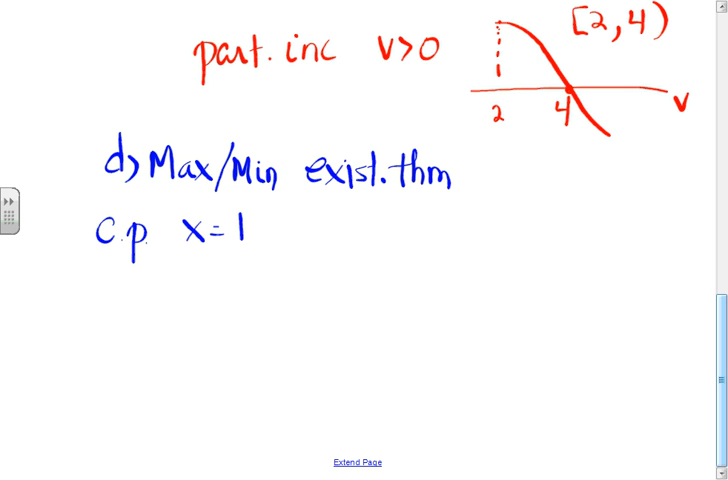 part. inc v>0 [2, 4)
2 4 v
d> Max/Min exist. thm
c.p. x=1
Extend Page